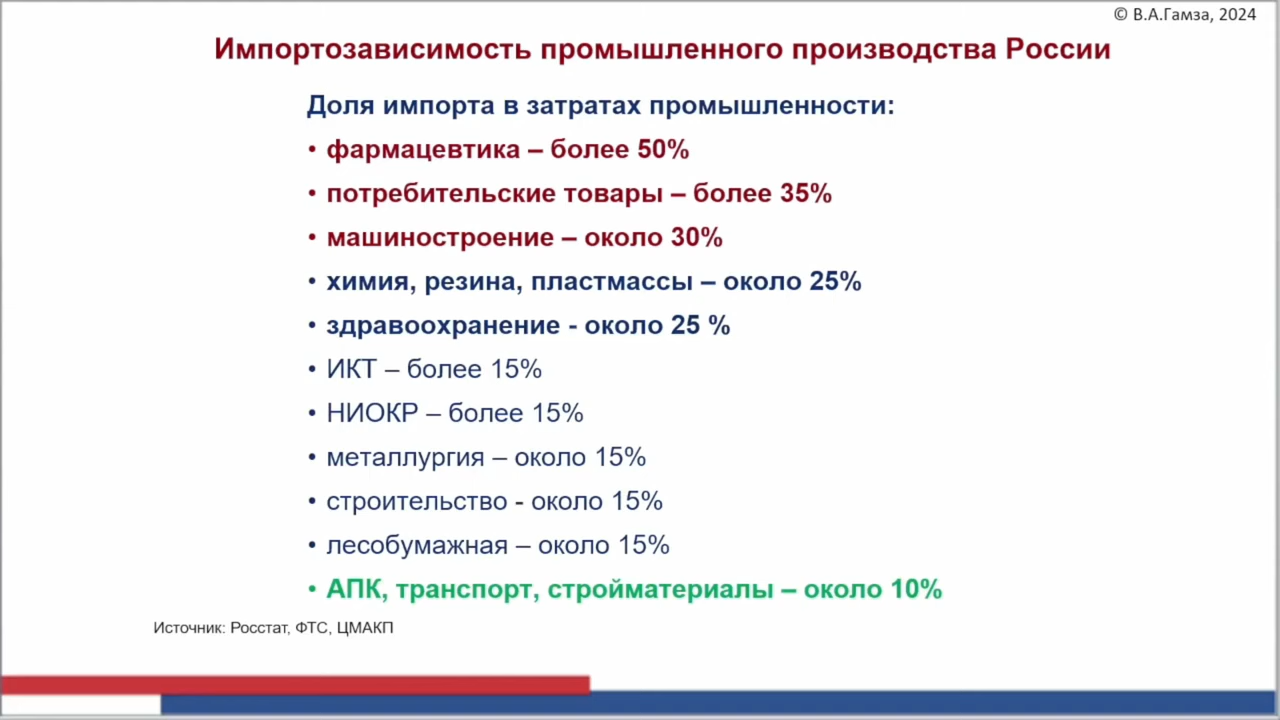 © В.А.Гамза, 2024
Импортозависимость промышленного производства России
Доля импорта в затратах промышленности:
• фармацевтика – более 50%
• потребительские товары – более 35%
• машиностроение – около 30%
• химия, резина, пластмассы – около 25%
• здравоохранение - около 25 %
• ИКТ – более 15%
• НИОКР – более 15%
• металлургия – около 15%
• строительство - около 15%
• лесобумажная – около 15%
• АПК, транспорт, стройматериалы – около 10%
Источник: Росстат, ФТС, ЦМАКП